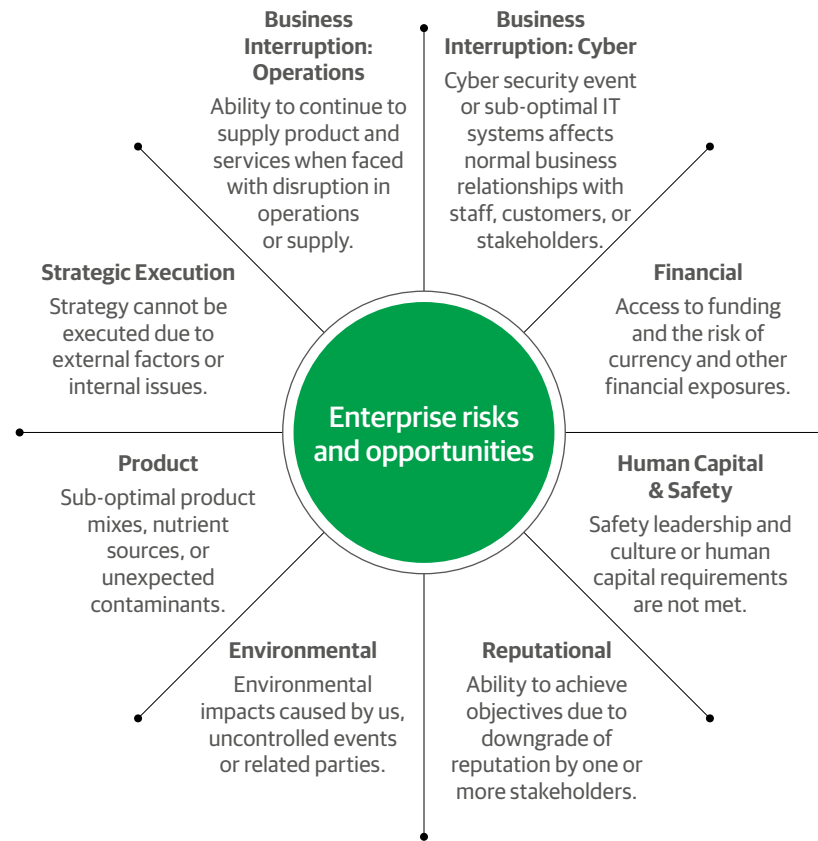 Business
Interruption:
Operations
Ability to continue to
supply product and
services when faced
with disruption in
operations
or supply.
Business
Interruption: Cyber
Cyber security event
or sub-optimal IT
systems affects
normal business
relationships with
staff, customers, or
stakeholders.
Strategic Execution
Strategy cannot be
executed due to
external factors or
internal issues.
Financial
Access to funding
and the risk of
currency and other
financial exposures.
Enterprise risks
and opportunities
Product
Sub-optimal product
mixes, nutrient
sources, or
unexpected
contaminants.
Human Capital
& Safety
Safety leadership and
culture or human
capital requirements
are not met.
Environmental
Environmental
impacts caused by us,
uncontrolled events
or related parties.
Reputational
Ability to achieve
objectives due to
downgrade of
reputation by one or
more stakeholders.